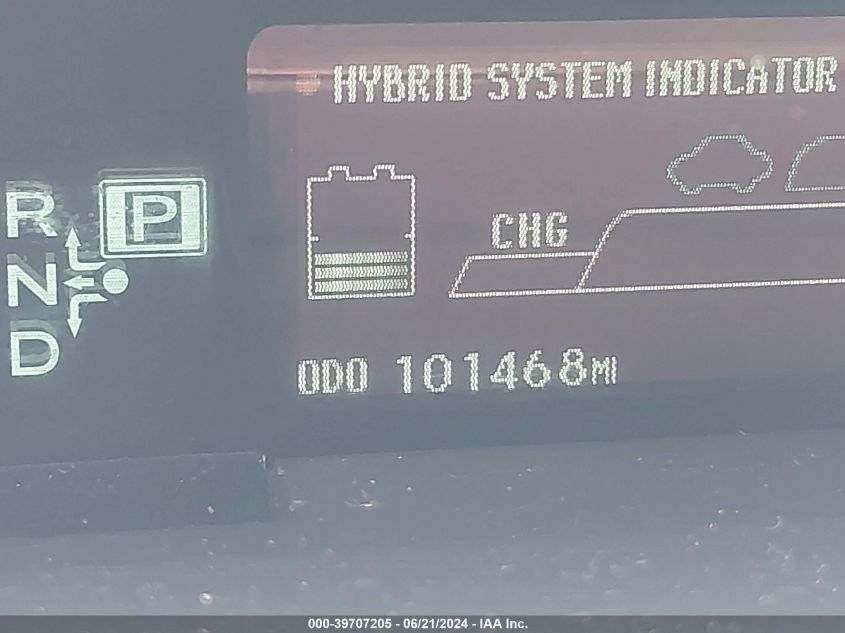 HYBRID SYSTEM INDICATOR
R P
CHG
N
D
ODO 101468MI
000-39707205 - 06/21/2024 - IAA Inc.